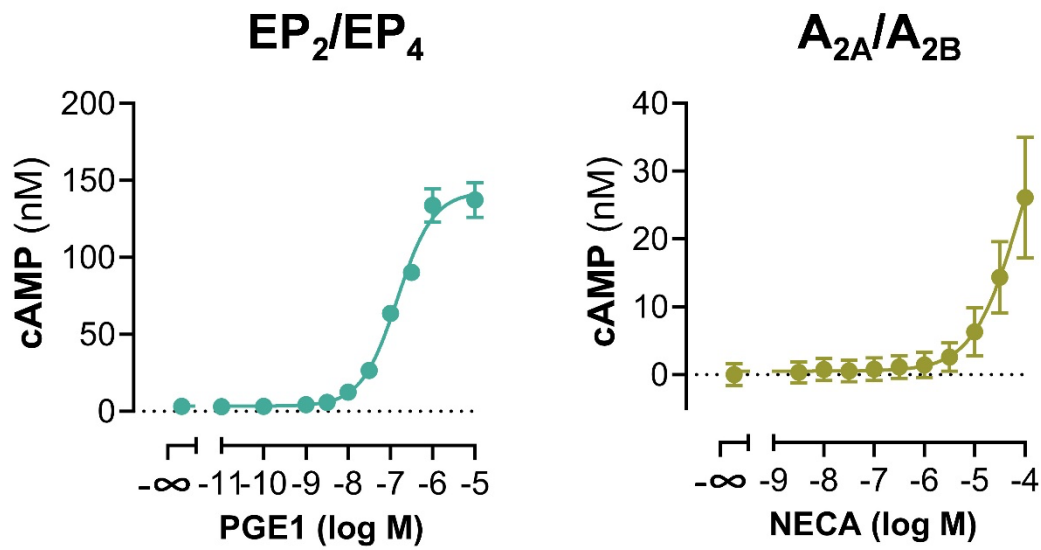 EP₂/EP₄
200
150
100
50
0
cAMP (nM)
-∞ -11 -10 -9 -8 -7 -6 -5
PGE1 (log M)
A₂A/A₂B
40
30
20
10
0
cAMP (nM)
-∞ -9 -8 -7 -6 -5 -4
NECA (log M)